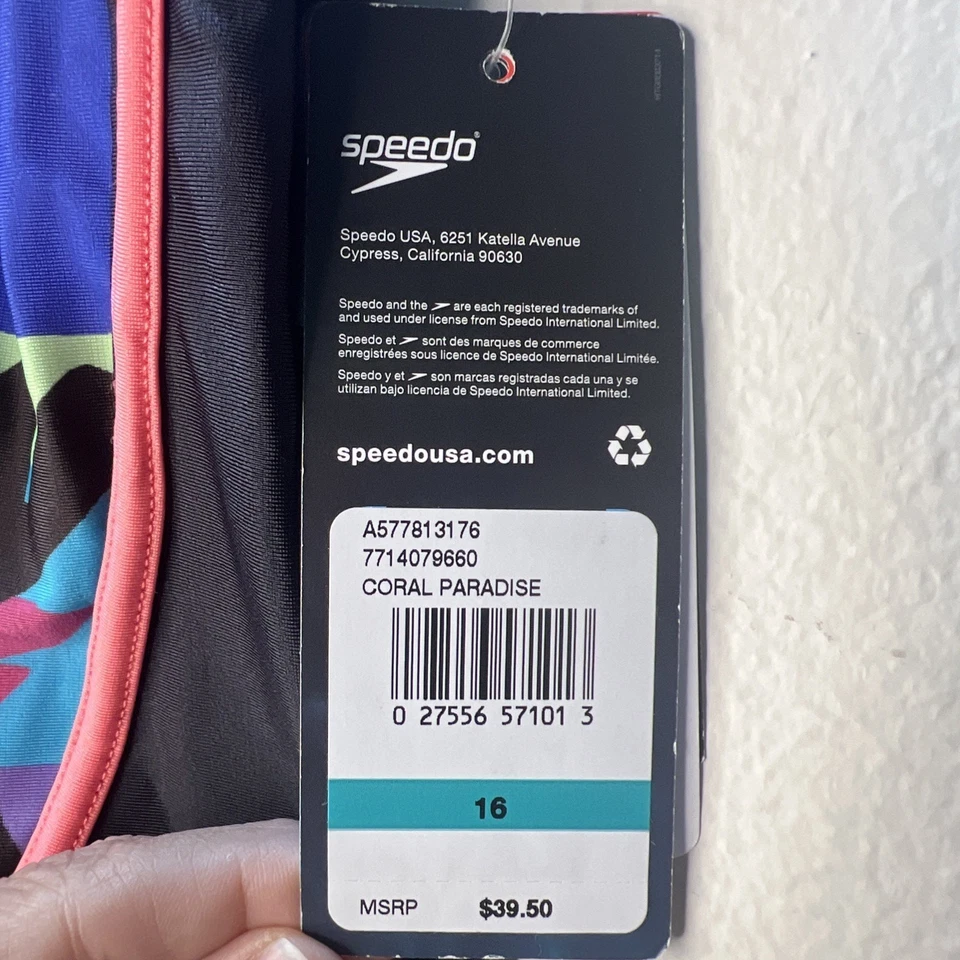 speedo®
Speedo USA, 6251 Katella Avenue
Cypress, California 90630
Speedo and the are each registered trademarks of
and used under license from Speedo International Limited.
Speedo et sont des marques de commerce
enregistrées sous licence de Speedo International Limitée.
Speedo y et son marcas registradas cada una y se
utilizan bajo licencia de Speedo International Limited.
speedousa.com
A577813176
7714079660
CORAL PARADISE
0 27556 57101 3
16
MSRP $39.50